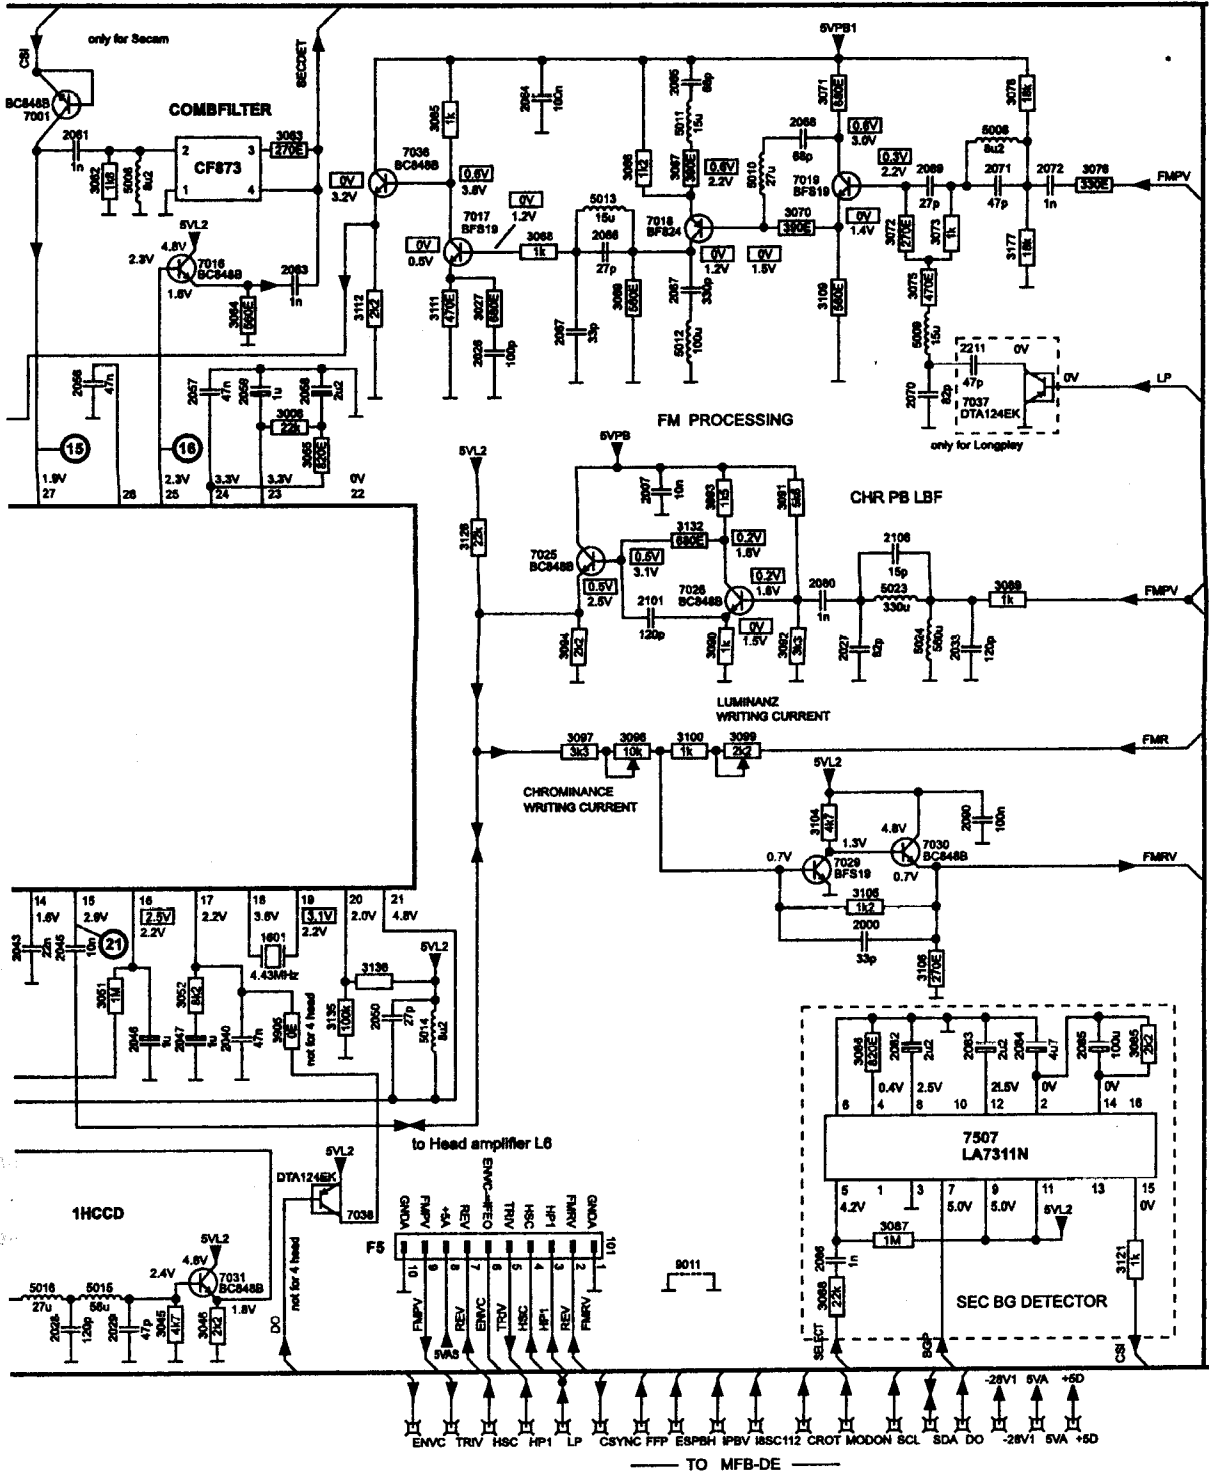 only for Secam
CSI
SECDET
5VPB1
BC848B
7001
COMBFILTER
2061
1n
3062
1k8
5006
8u2
2
3
CF873
1
4
3063
270E
5VL2
4.8V
2.3V
7016
BC848B
1.6V
2063
1n
3064
560E
3065
1k
2064
100n
7036
BC848B
0V
3.2V
0.6V
3.8V
7017
BFS19
0V
1.2V
0V
0.5V
3068
1k
5013
15u
2066
27p
3112
2k2
3111
470E
3027
680E
2026
100p
2067
33p
3069
560E
3066
1k2
2065
68p
5011
15u
3067
390E
0.6V
2.2V
7018
BF824
0V
1.2V
2067
330p
5012
100u
5010
27u
2068
68p
3071
680E
0.6V
3.0V
7019
BFS19
3070
390E
0V
1.5V
0V
1.4V
3109
560E
0.3V
2.2V
2069
27p
3072
270E
3073
1k
5008
8u2
2071
47p
3078
18k
2072
1n
3076
330E
FMPV
3177
18k
3075
470E
5009
15u
2070
82p
2211
47p
0V
7037
DTA124EK
0V
LP
only for Longplay
FM PROCESSING
2056
47n
2057
47n
2059
1u
2058
2u2
3006
22k
3055
820E
15
16
1.9V
27
26
2.3V
25
3.3V
24
3.3V
23
0V
22
5VL2
3126
22k
5VPB
2007
10n
3093
1k5
3091
5k6
CHR PB LBF
7025
BC848B
3132
680E
0.5V
3.1V
0.2V
1.6V
0.5V
2.5V
7026
BC848B
0.2V
1.8V
2101
120p
0V
1.5V
3094
2k2
3090
1k
3092
3k3
2080
1n
2106
15p
5023
330u
2027
82p
5024
560u
2033
120p
3089
1k
FMPV
LUMINANZ
WRITING CURRENT
3097
3k3
3098
10k
3100
1k
3099
2k2
FMR
CHROMINANCE
WRITING CURRENT
5VL2
3104
4k7
4.8V
2090
100n
0.7V
1.3V
7029
BFS19
7030
BC848B
0.7V
FMRV
3105
1k2
2000
33p
3106
270E
14
1.6V
15
2.9V
16
2.5V
2.2V
17
2.2V
18
3.6V
19
3.1V
2.2V
20
2.0V
21
4.8V
2043
22n
2045
10n
21
1601
4.43MHz
3051
1M
2046
1u
3052
8k2
2047
1u
2040
47n
3905
0E
not for 4 head
3136
3135
100k
2050
27p
5VL2
5014
8u2
to Head amplifier L6
1HCCD
DTA124EK
5VL2
7038
DO
not for 4 head
5016
27u
5015
56u
2028
120p
2029
47p
2.4V
3045
4k7
5VL2
4.8V
7031
BC848B
1.8V
3046
2k2
F5
GNDA
FMPV
+5A
REV
ENVC=IFEO
TRIV
HSC
HP1
FMRV
GNDA
101
10
9
8
7
6
5
4
3
2
1
FMPV
5VAS
REV
ENVC
TRIV
HSC
HP1
REV
FMRV
9011
3084
820E
2082
2u2
2083
2u2
2084
4u7
2085
100u
3085
2k2
0.4V
2.5V
2.5V
0V
0V
6
4
8
10
12
2
14
16
7507
LA7311N
5
1
3
7
9
11
13
15
4.2V
5.0V
5.0V
0V
5VL2
3087
1M
2086
1n
3088
22k
3121
1k
SEC BG DETECTOR
SELECT
BGP
CSI
-28V1
5VA
+5D
ENVC
TRIV
HSC
HP1
LP
CSYNC
FFP
ESPBH
IPBV
I8SC112
CROT
MODON
SCL
SDA
DO
-28V1
5VA
+5D
TO MFB-DE